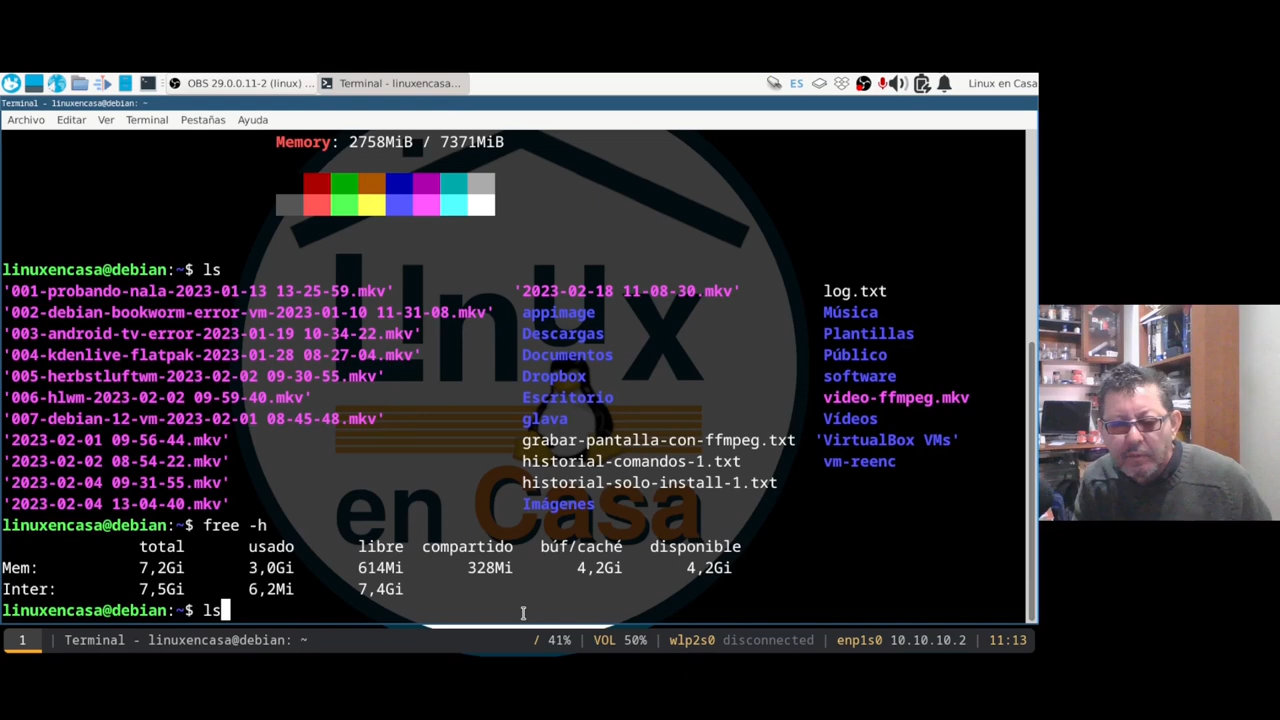 OBS 29.0.0.11-2 (linux) ... Terminal - linuxencasa... ES Linux en Casa
Terminal - linuxencasa@debian: ~
Archivo Editar Ver Terminal Pestañas Ayuda
Memory: 2758MiB / 7371MiB
linuxencasa@debian:~$ ls
'001-probando-nala-2023-01-13 13-25-59.mkv' '2023-02-18 11-08-30.mkv' log.txt
'002-debian-bookworm-error-vm-2023-01-10 11-31-08.mkv' appimage Música
'003-android-tv-error-2023-01-19 10-34-22.mkv' Descargas Plantillas
'004-kdenlive-flatpak-2023-01-28 08-27-04.mkv' Documentos Público
'005-herbstluftwm-2023-02-02 09-30-55.mkv' Dropbox software
'006-hlwm-2023-02-02 09-59-40.mkv' Escritorio video-ffmpeg.mkv
'007-debian-12-vm-2023-02-01 08-45-48.mkv' glava Vídeos
'2023-02-01 09-56-44.mkv' grabar-pantalla-con-ffmpeg.txt 'VirtualBox VMs'
'2023-02-02 08-54-22.mkv' historial-comandos-1.txt vm-reenc
'2023-02-04 09-31-55.mkv' historial-solo-install-1.txt
'2023-02-04 13-04-40.mkv' Imágenes
linuxencasa@debian:~$ free -h
total usado libre compartido búf/caché disponible
Mem: 7,2Gi 3,0Gi 614Mi 328Mi 4,2Gi 4,2Gi
Inter: 7,5Gi 6,2Mi 7,4Gi
linuxencasa@debian:~$ ls
Linux
en Casa
1 | Terminal - linuxencasa@debian: ~ / 41% | VOL 50% | wlp2s0 disconnected | enp1s0 10.10.10.2 | 11:13